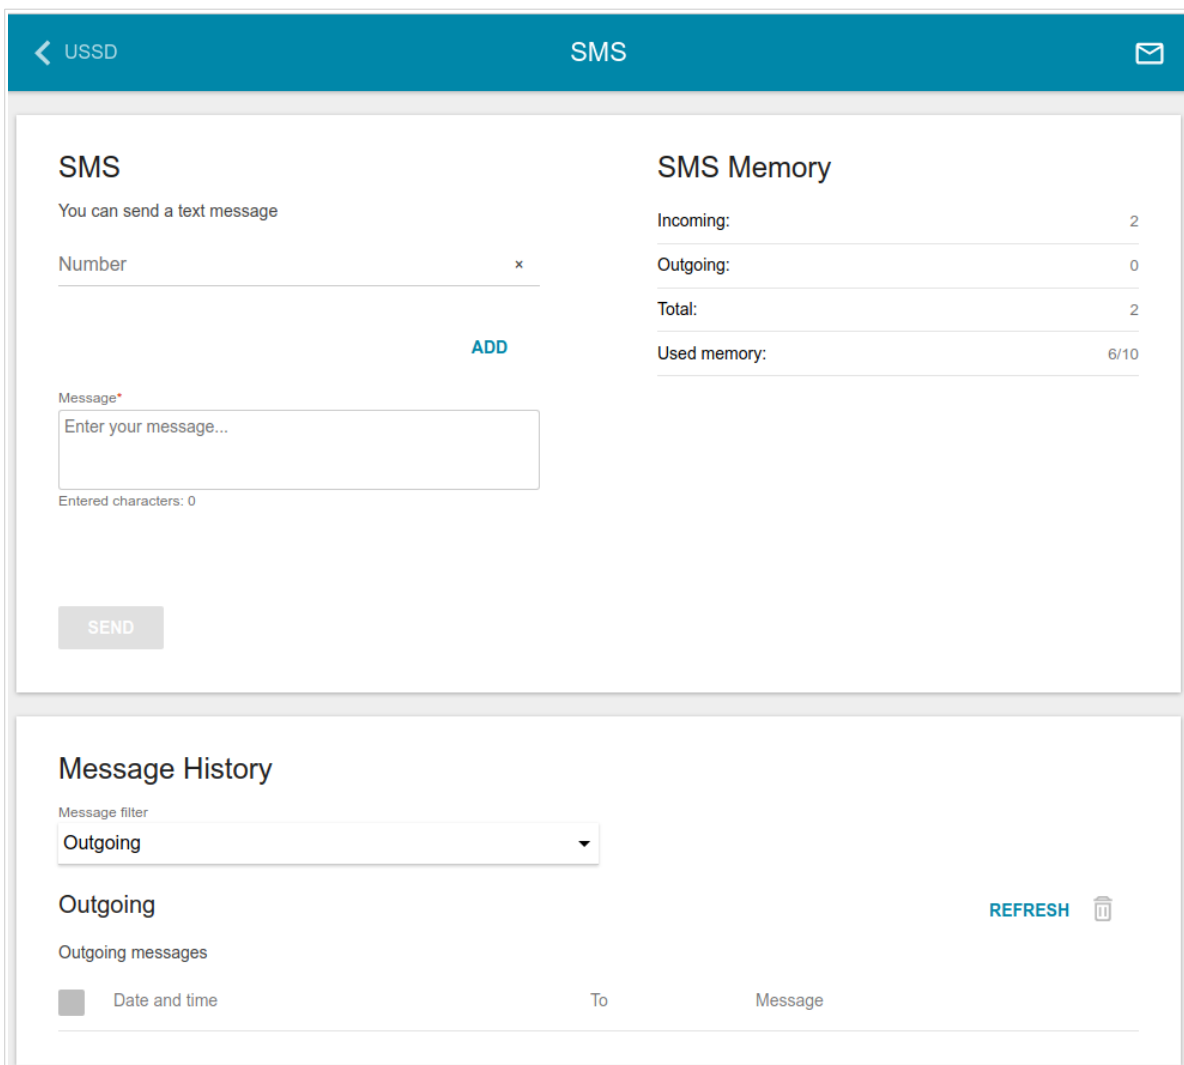 USSD
SMS
SMS
You can send a text message
Number
×
ADD
Message*
Enter your message...
Entered characters: 0
SEND
SMS Memory
Incoming: 2
Outgoing: 0
Total: 2
Used memory: 6/10
Message History
Message filter
Outgoing
Outgoing
REFRESH
Outgoing messages
Date and time To Message